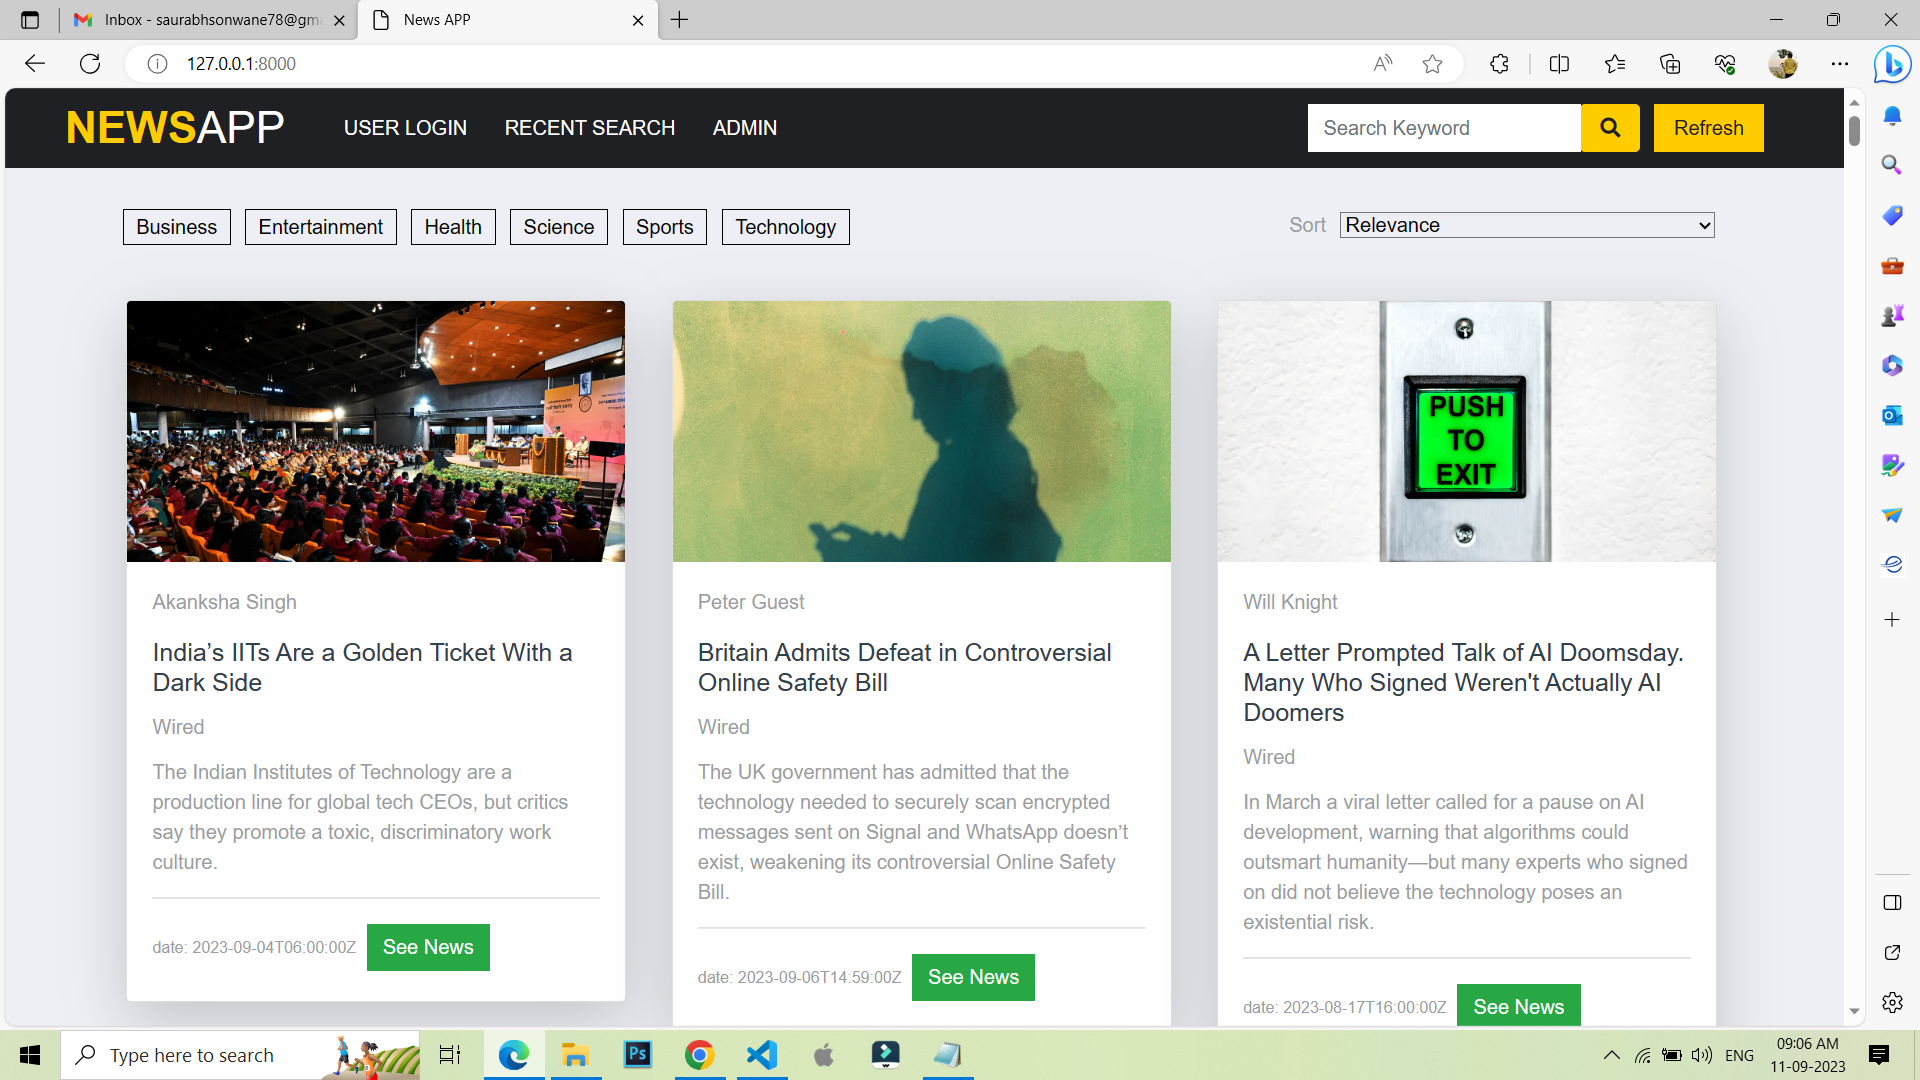 Inbox - saurabhsonwane78@gma
News APP
127.0.0.1:8000
NEWSAPP
USER LOGIN
RECENT SEARCH
ADMIN
Search Keyword
Refresh
Business
Entertainment
Health
Science
Sports
Technology
Sort
Relevance
PUSH
TO
EXIT
Akanksha Singh
India’s IITs Are a Golden Ticket With a
Dark Side
Wired
The Indian Institutes of Technology are a
production line for global tech CEOs, but critics
say they promote a toxic, discriminatory work
culture.
date: 2023-09-04T06:00:00Z
See News
Peter Guest
Britain Admits Defeat in Controversial
Online Safety Bill
Wired
The UK government has admitted that the
technology needed to securely scan encrypted
messages sent on Signal and WhatsApp doesn’t
exist, weakening its controversial Online Safety
Bill.
date: 2023-09-06T14:59:00Z
See News
Will Knight
A Letter Prompted Talk of AI Doomsday.
Many Who Signed Weren't Actually AI
Doomers
Wired
In March a viral letter called for a pause on AI
development, warning that algorithms could
outsmart humanity—but many experts who signed
on did not believe the technology poses an
existential risk.
date: 2023-08-17T16:00:00Z
See News
Type here to search
Ps
ENG
09:06 AM
11-09-2023